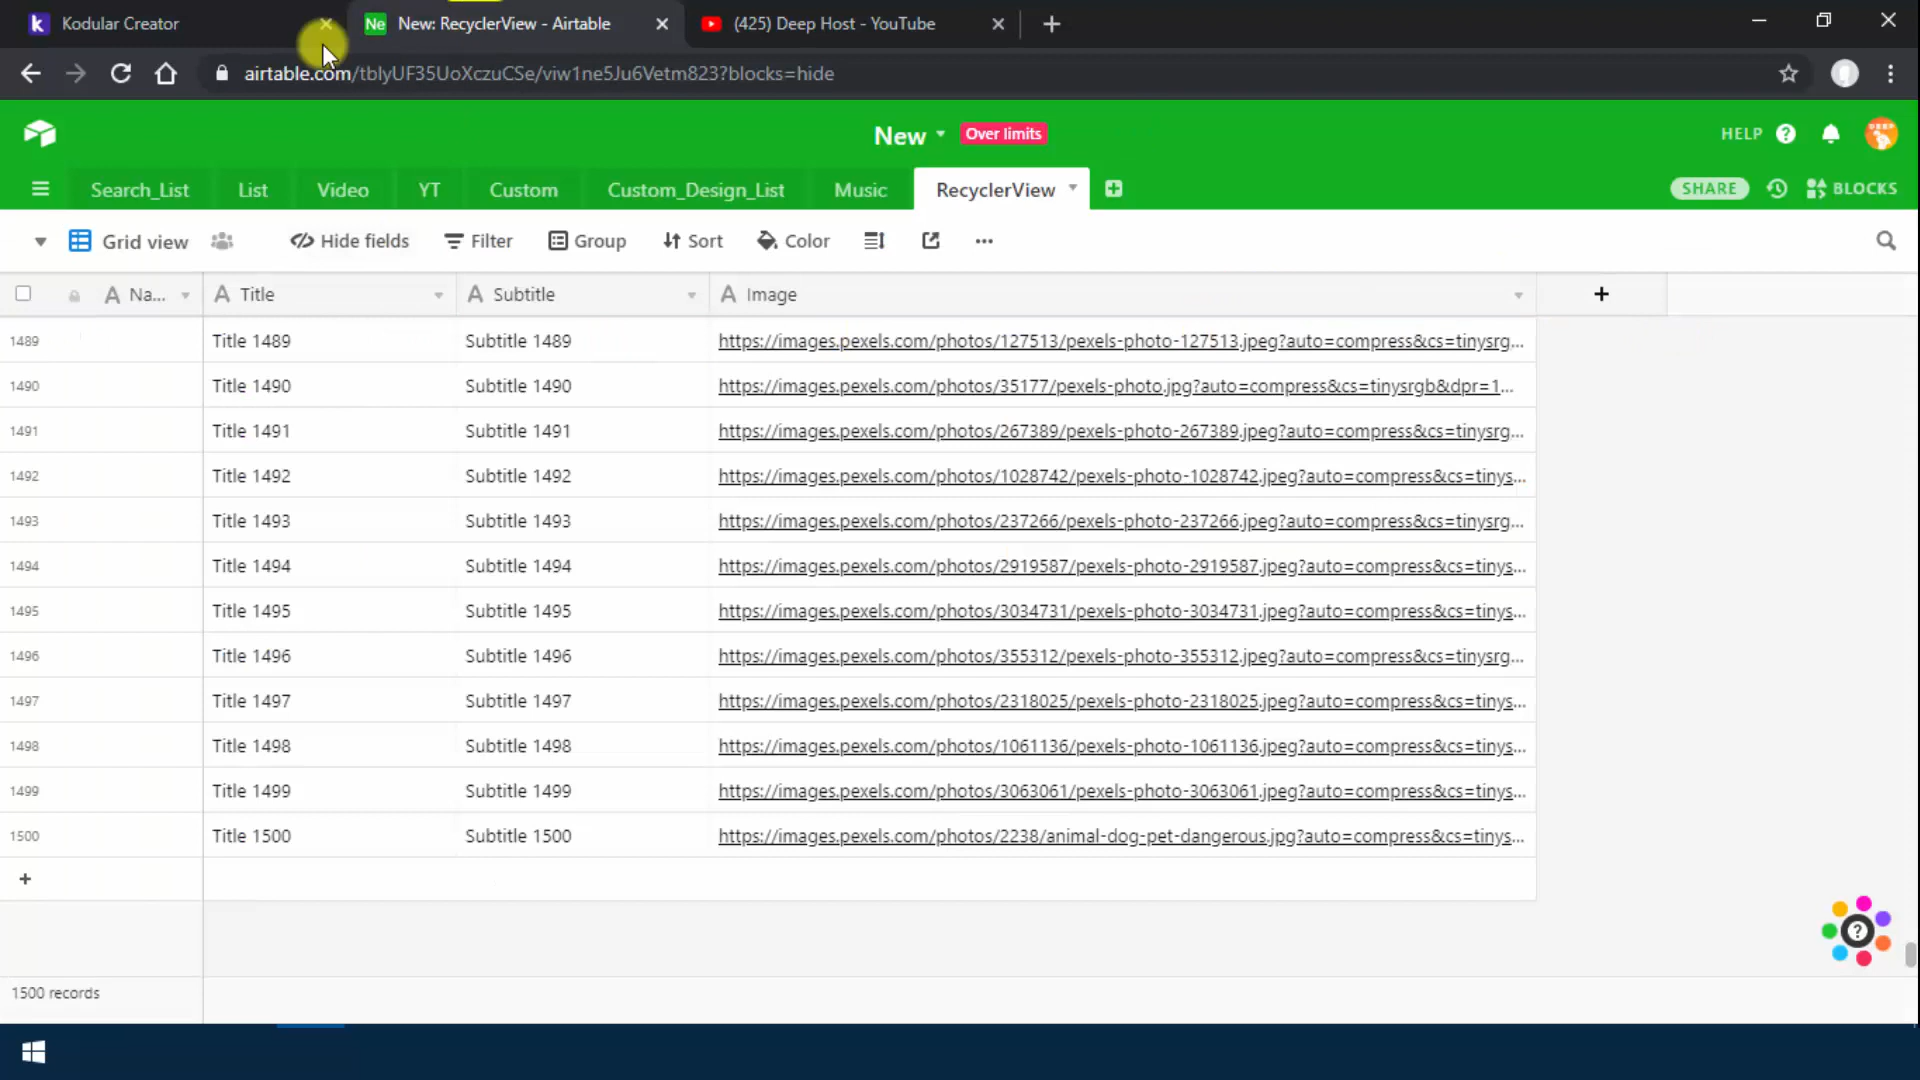 Kodular Creator
Ne New: RecyclerView - Airtable
(425) Deep Host - YouTube
airtable.com/tblyUF35UoXczuCSe/viw1ne5Ju6Vetm823?blocks=hide
New Over limits
HELP
Search_List List Video YT Custom Custom_Design_List Music RecyclerView
SHARE BLOCKS
Grid view Hide fields Filter Group Sort Color
A Na... A Title A Subtitle A Image
1489 Title 1489 Subtitle 1489 https://images.pexels.com/photos/127513/pexels-photo-127513.jpeg?auto=compress&cs=tinysrg...
1490 Title 1490 Subtitle 1490 https://images.pexels.com/photos/35177/pexels-photo.jpg?auto=compress&cs=tinysrgb&dpr=1...
1491 Title 1491 Subtitle 1491 https://images.pexels.com/photos/267389/pexels-photo-267389.jpeg?auto=compress&cs=tinysrg...
1492 Title 1492 Subtitle 1492 https://images.pexels.com/photos/1028742/pexels-photo-1028742.jpeg?auto=compress&cs=tinys...
1493 Title 1493 Subtitle 1493 https://images.pexels.com/photos/237266/pexels-photo-237266.jpeg?auto=compress&cs=tinysrg...
1494 Title 1494 Subtitle 1494 https://images.pexels.com/photos/2919587/pexels-photo-2919587.jpeg?auto=compress&cs=tinys...
1495 Title 1495 Subtitle 1495 https://images.pexels.com/photos/3034731/pexels-photo-3034731.jpeg?auto=compress&cs=tinys...
1496 Title 1496 Subtitle 1496 https://images.pexels.com/photos/355312/pexels-photo-355312.jpeg?auto=compress&cs=tinysrg...
1497 Title 1497 Subtitle 1497 https://images.pexels.com/photos/2318025/pexels-photo-2318025.jpeg?auto=compress&cs=tinys...
1498 Title 1498 Subtitle 1498 https://images.pexels.com/photos/1061136/pexels-photo-1061136.jpeg?auto=compress&cs=tinys...
1499 Title 1499 Subtitle 1499 https://images.pexels.com/photos/3063061/pexels-photo-3063061.jpeg?auto=compress&cs=tinys...
1500 Title 1500 Subtitle 1500 https://images.pexels.com/photos/2238/animal-dog-pet-dangerous.jpg?auto=compress&cs=tinys...
1500 records